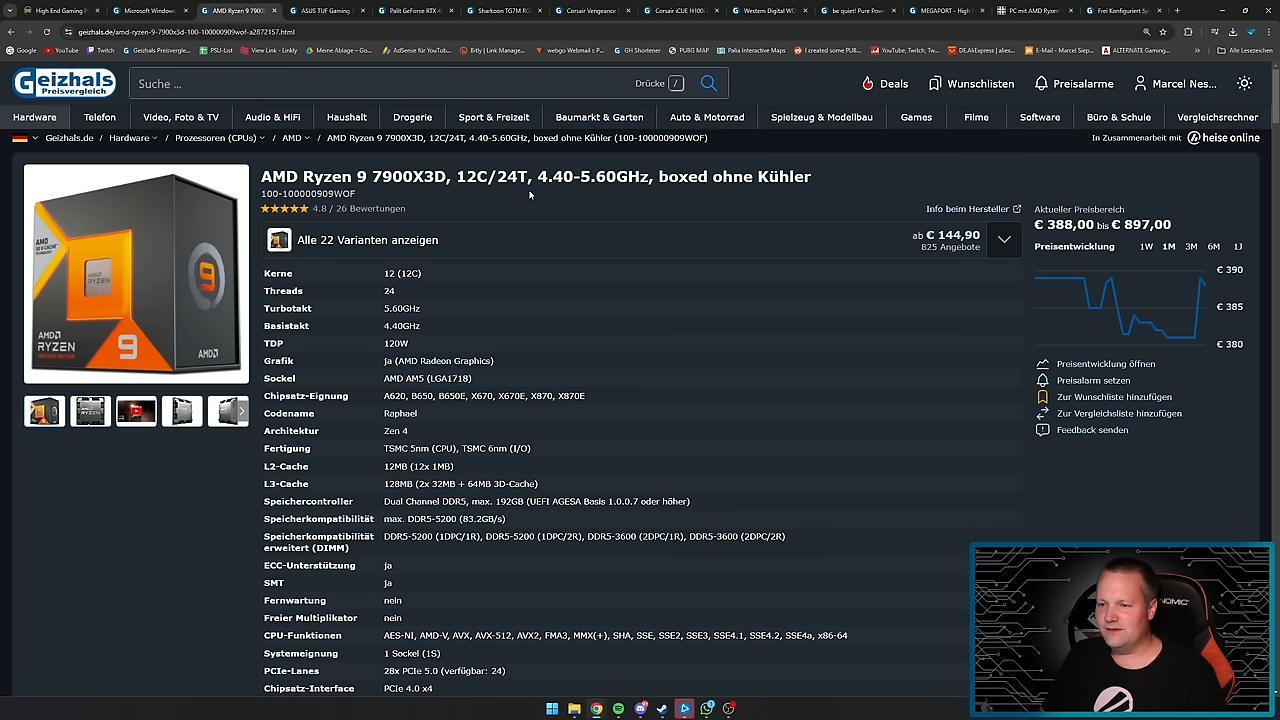 High End Gaming P
Microsoft Windows
AMD Ryzen 9 7900
ASUS TUF Gaming
Palit GeForce RTX
Sharkoon TG7M RG
Corsair Vengeance
Corsair iCUE H100i
Western Digital WD
be quiet! Pure Power
MEGAPORT - High
PC mit AMD Ryzen
Frei Konfiguriert Sy
geizhals.de/amd-ryzen-9-7900x3d-100-100000909wof-a2872157.html
Google
YouTube
Twitch
Geizhals Preisvergle...
PSU-List
View Link - Linkly
Meine Ablage – Go...
AdSense für YouTub...
Bitly | Link Manage...
webgo Webmail :: P...
GH Shortener
PUBG MAP
Palia Interactive Maps
I created some PUB...
Youtube, Twitch, Tw...
DE.AliExpress | aliex...
E-Mail – Marcel Sep...
ALTERNATE Gaming...
Alle Lesezeichen
Geizhals
Preisvergleich
Suche ...
Drücke /
Deals
Wunschlisten
Preisalarme
Marcel Nes...
Hardware
Telefon
Video, Foto & TV
Audio & HiFi
Haushalt
Drogerie
Sport & Freizeit
Baumarkt & Garten
Auto & Motorrad
Spielzeug & Modellbau
Games
Filme
Software
Büro & Schule
Vergleichsrechner
Geizhals.de / Hardware / Prozessoren (CPUs) / AMD / AMD Ryzen 9 7900X3D, 12C/24T, 4.40-5.60GHz, boxed ohne Kühler (100-100000909WOF)
In Zusammenarbeit mit heise online
AMD Ryzen 9 7900X3D, 12C/24T, 4.40-5.60GHz, boxed ohne Kühler
100-100000909WOF
4.8 / 26 Bewertungen
Info beim Hersteller
Alle 22 Varianten anzeigen
ab € 144,90
825 Angebote
Kerne 12 (12C)
Threads 24
Turbotakt 5.60GHz
Basistakt 4.40GHz
TDP 120W
Grafik ja (AMD Radeon Graphics)
Sockel AMD AM5 (LGA1718)
Chipsatz-Eignung A620, B650, B650E, X670, X670E, X870, X870E
Codename Raphael
Architektur Zen 4
Fertigung TSMC 5nm (CPU), TSMC 6nm (I/O)
L2-Cache 12MB (12x 1MB)
L3-Cache 128MB (2x 32MB + 64MB 3D-Cache)
Speichercontroller Dual Channel DDR5, max. 192GB (UEFI AGESA Basis 1.0.0.7 oder höher)
Speicherkompatibilität max. DDR5-5200 (83.2GB/s)
Speicherkompatibilität DDR5-5200 (1DPC/1R), DDR5-5200 (1DPC/2R), DDR5-3600 (2DPC/1R), DDR5-3600 (2DPC/2R)
erweitert (DIMM)
ECC-Unterstützung ja
SMT ja
Fernwartung nein
Freier Multiplikator nein
CPU-Funktionen AES-NI, AMD-V, AVX, AVX-512, AVX2, FMA3, MMX(+), SHA, SSE, SSE2, SSE3, SSE4.1, SSE4.2, SSE4a, x86-64
Systemeignung 1 Sockel (1S)
PCIe-Lanes 28x PCIe 5.0 (verfügbar: 24)
Chipsatz-Interface PCIe 4.0 x4
Aktueller Preisbereich
€ 388,00 bis € 897,00
Preisentwicklung 1W 1M 3M 6M 1J
€ 390
€ 385
€ 380
Preisentwicklung öffnen
Preisalarm setzen
Zur Wunschliste hinzufügen
Zur Vergleichsliste hinzufügen
Feedback senden
AMD
RYZEN
9
AMD
RYZEN
9
AMD